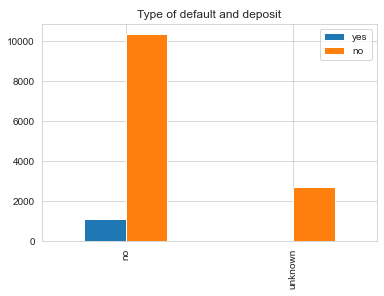 Type of default and deposit
yes
no
10000
8000
6000
4000
2000
0
no
unknown